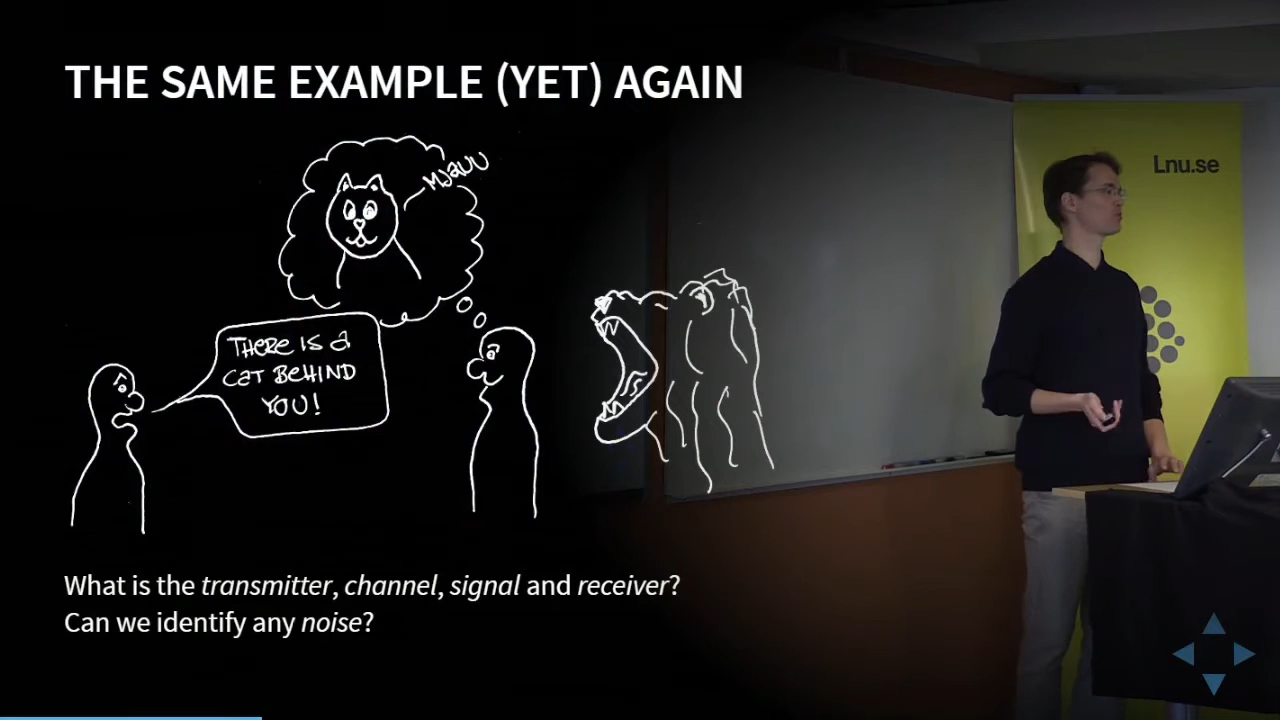 THE SAME EXAMPLE (YET) AGAIN
Mjauu
THERE IS a
CaT BEHIND
YOU!
What is the transmitter, channel, signal and receiver?
Can we identify any noise?
Lnu.se